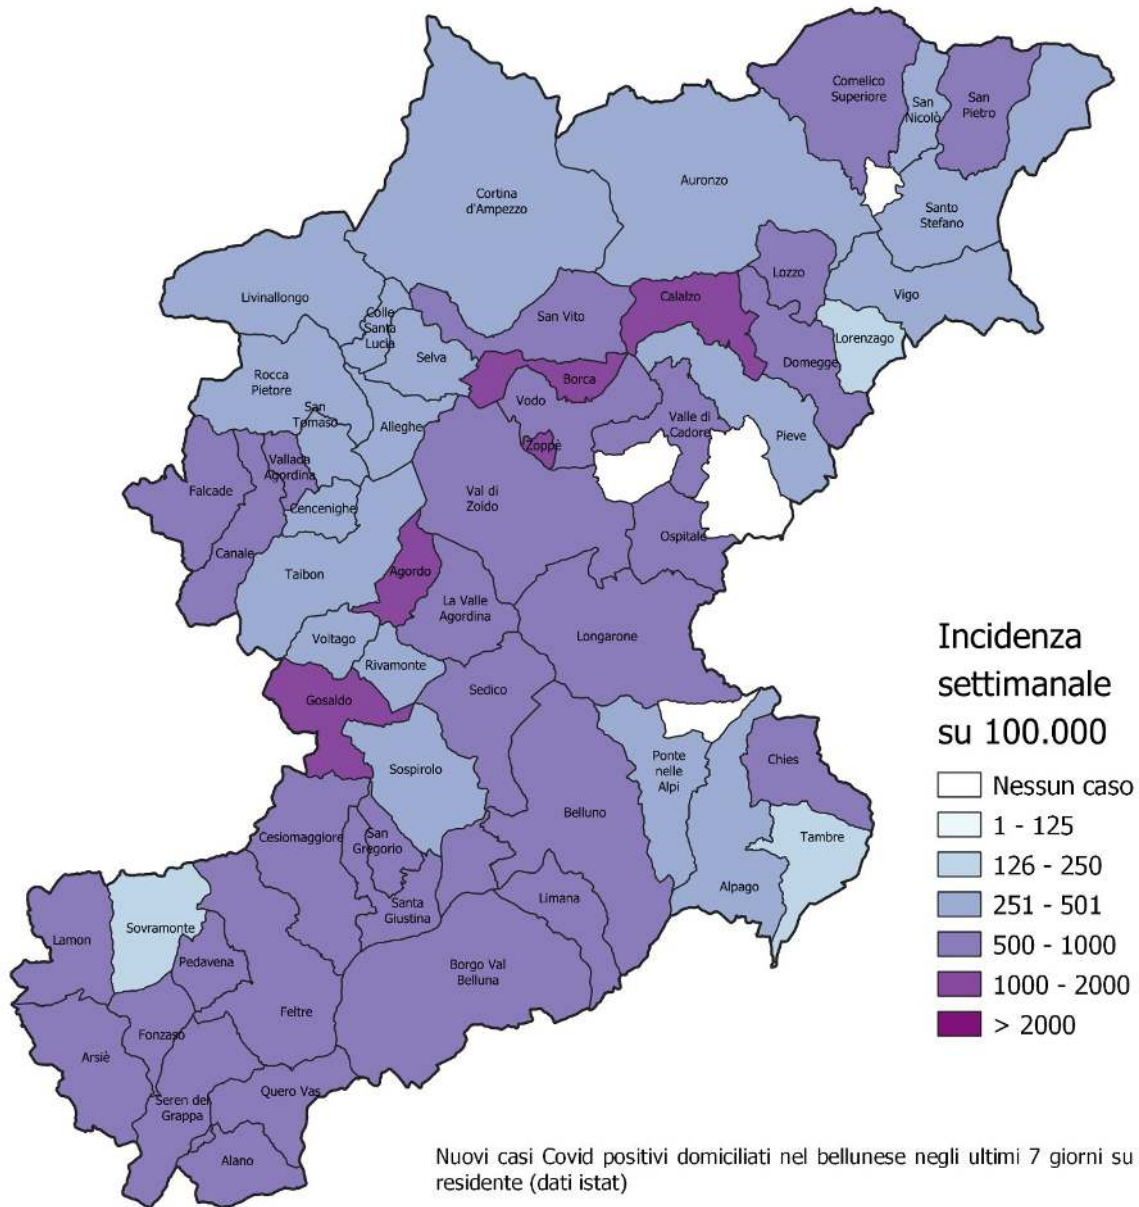 Comelico
Superiore
San
Nicolò
San
Pietro
Cortina
d'Ampezzo
Auronzo
Santo
Stefano
Lozzo
Livinallongo
Calalzo
Vigo
Colle
Santa
Lucia
San Vito
Lorenzago
Selva
Domegge
Rocca
Pietore
Borca
Vodo
San
Tomaso
Alleghe
Valle di
Cadore
Pieve
Zoppè
Vallada
Agordina
Falcade
Val di
Zoldo
Cencenighe
Ospitale
Canale
Taibon
Agordo
La Valle
Agordina
Longarone
Voltago
Rivamonte
Sedico
Gosaldo
Sospirolo
Ponte
nelle
Alpi
Chies
Belluno
Cesiomaggiore
San
Gregorio
Tambre
Alpago
Limana
Santa
Giustina
Sovramonte
Lamon
Pedavena
Borgo Val
Belluna
Feltre
Fonzaso
Arsiè
Quero Vas
Seren del
Grappa
Alano
Incidenza
settimanale
su 100.000
Nessun caso
1 - 125
126 - 250
251 - 501
500 - 1000
1000 - 2000
> 2000
Nuovi casi Covid positivi domiciliati nel bellunese negli ultimi 7 giorni su
residente (dati istat)